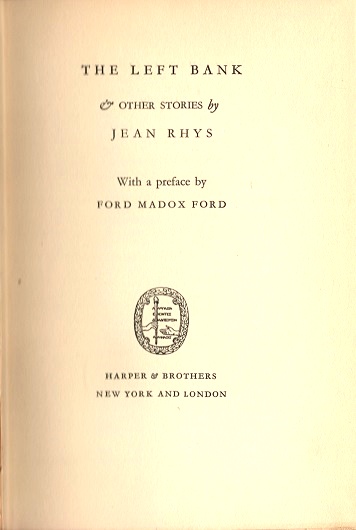 THE LEFT BANK
& OTHER STORIES by
JEAN RHYS
With a preface by
FORD MADOX FORD
HARPER & BROTHERS
NEW YORK AND LONDON